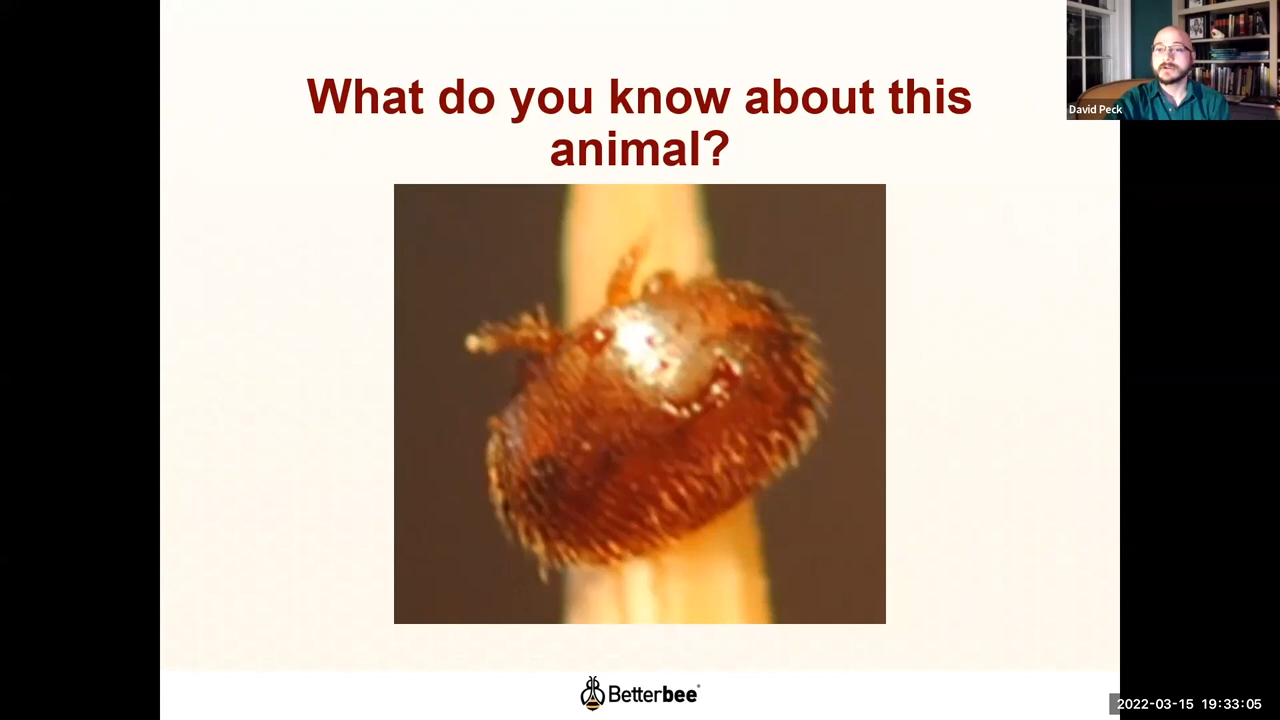 What do you know about this
animal?
David Peck
Betterbee
2022-03-15 19:33:05